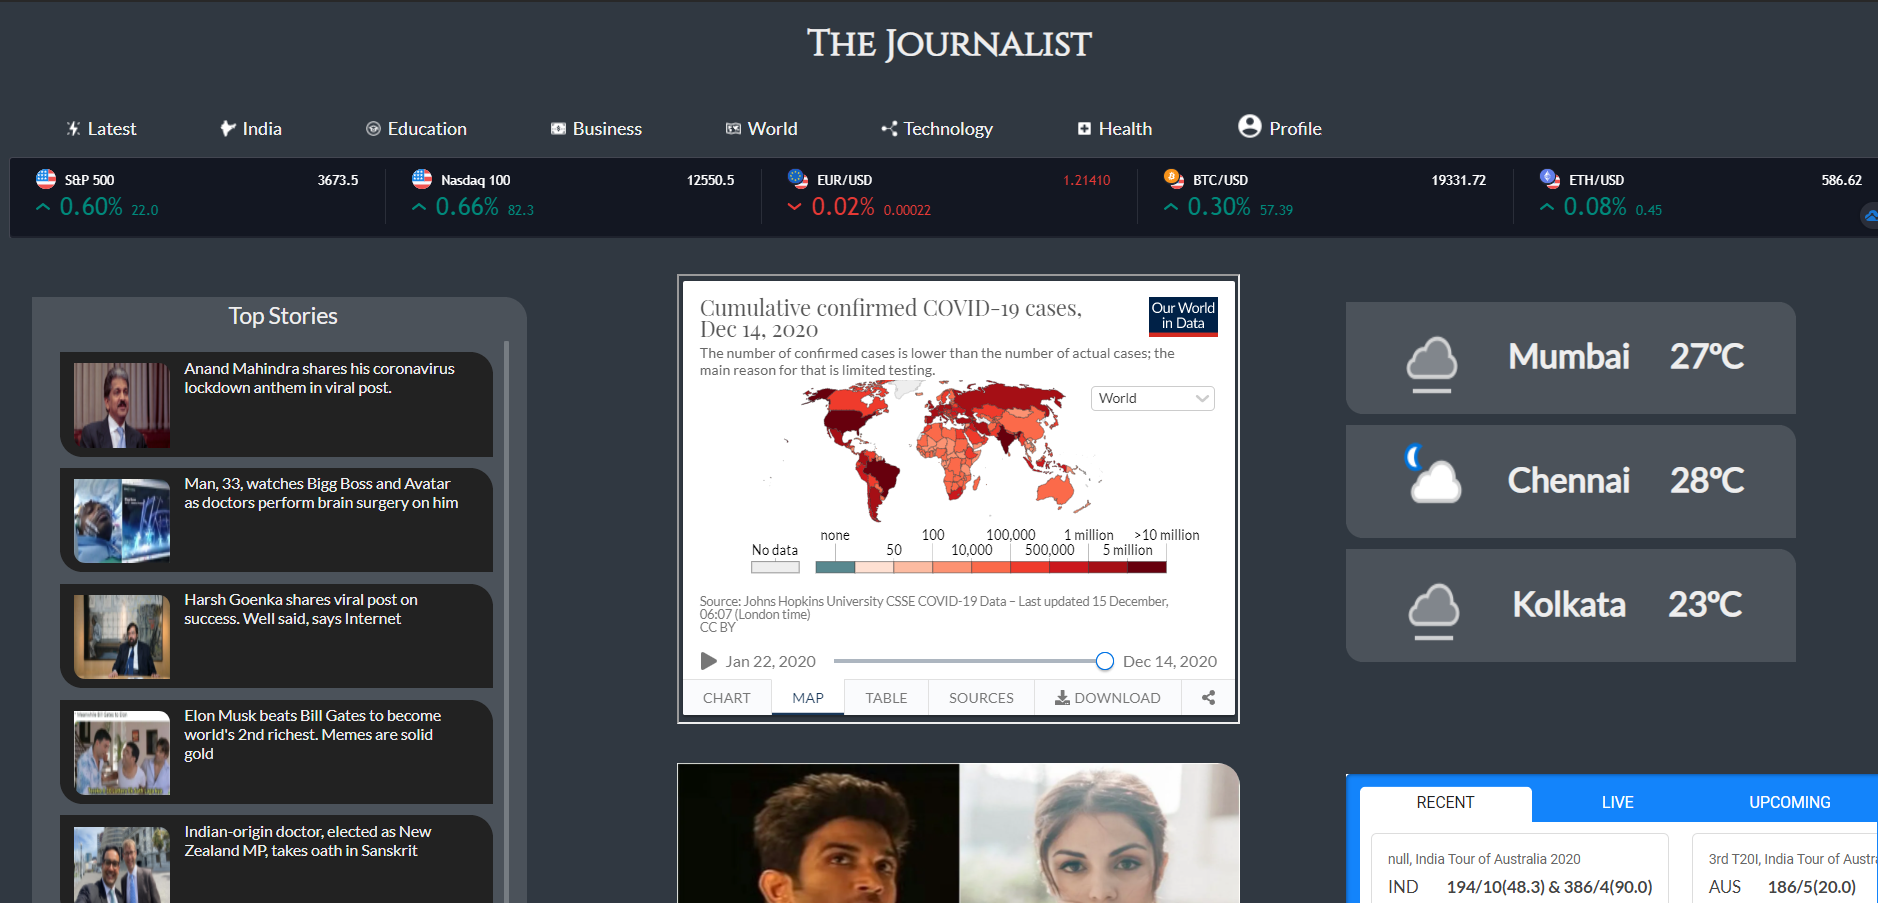 THE JOURNALIST
Latest
India
Education
Business
World
Technology
Health
Profile
S&P 500 3673.5
0.60% 22.0
Nasdaq 100 12550.5
0.66% 82.3
EUR/USD 1.21410
0.02% 0.00022
BTC/USD 19331.72
0.30% 57.39
ETH/USD 586.62
0.08% 0.45
Top Stories
Anand Mahindra shares his coronavirus
lockdown anthem in viral post.
Man, 33, watches Bigg Boss and Avatar
as doctors perform brain surgery on him
Harsh Goenka shares viral post on
success. Well said, says Internet
Elon Musk beats Bill Gates to become
world's 2nd richest. Memes are solid
gold
Indian-origin doctor, elected as New
Zealand MP, takes oath in Sanskrit
Cumulative confirmed COVID-19 cases,
Dec 14, 2020
Our World
in Data
The number of confirmed cases is lower than the number of actual cases; the
main reason for that is limited testing.
World
none 100 100,000 1 million >10 million
No data 50 10,000 500,000 5 million
Source: Johns Hopkins University CSSE COVID-19 Data – Last updated 15 December,
06:07 (London time)
CC BY
Jan 22, 2020 Dec 14, 2020
CHART MAP TABLE SOURCES DOWNLOAD
Mumbai 27°C
Chennai 28°C
Kolkata 23°C
RECENT LIVE UPCOMING
null, India Tour of Australia 2020
IND 194/10(48.3) & 386/4(90.0)
3rd T20I, India Tour of Austr
AUS 186/5(20.0)